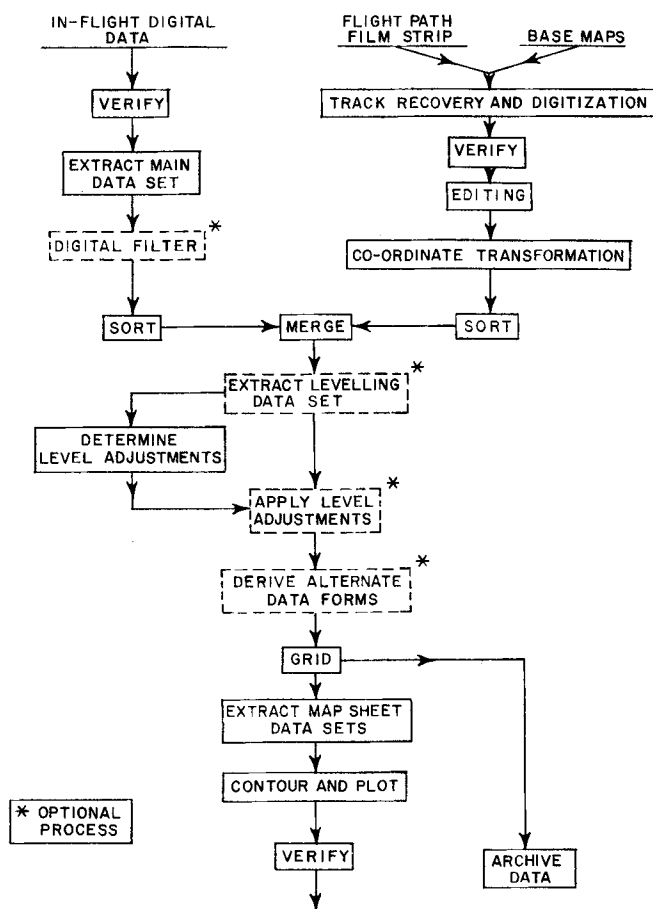 IN-FLIGHT DIGITAL
DATA
FLIGHT PATH
FILM STRIP
BASE MAPS
VERIFY
TRACK RECOVERY AND DIGITIZATION
EXTRACT MAIN
DATA SET
VERIFY
EDITING
DIGITAL FILTER *
CO-ORDINATE TRANSFORMATION
SORT
MERGE
SORT
EXTRACT LEVELLING *
DATA SET
DETERMINE
LEVEL ADJUSTMENTS
APPLY LEVEL *
ADJUSTMENTS
DERIVE ALTERNATE *
DATA FORMS
GRID
EXTRACT MAP SHEET
DATA SETS
CONTOUR AND PLOT
* OPTIONAL
PROCESS
VERIFY
ARCHIVE
DATA